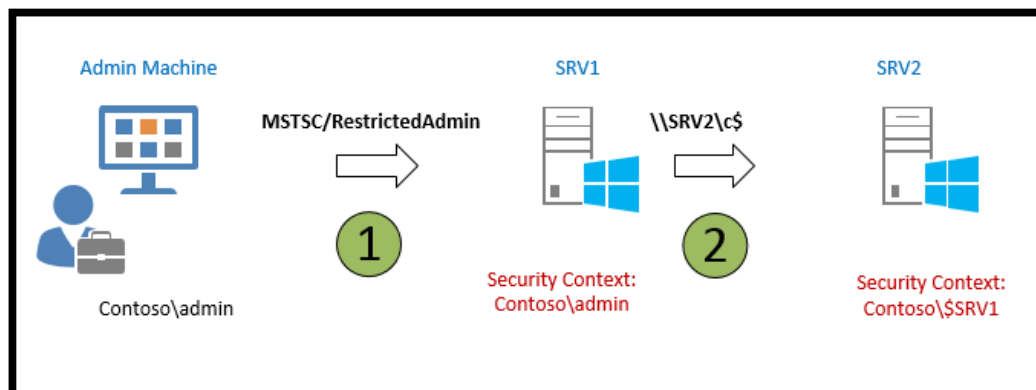 Admin Machine
SRV1
SRV2
MSTSC/RestrictedAdmin
\\SRV2\c$
1
2
Contoso\admin
Security Context:
Contoso\admin
Security Context:
Contoso\$SRV1